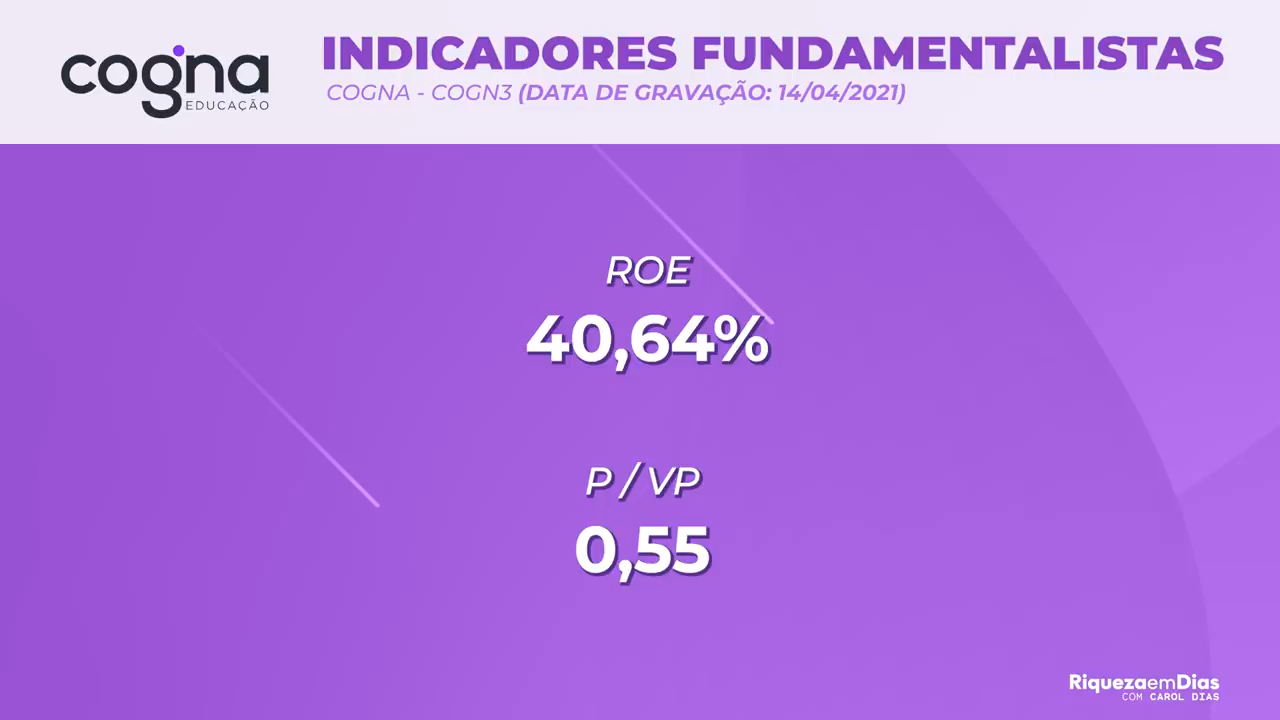 cogna
EDUCAÇÃO
INDICADORES FUNDAMENTALISTAS
COGNA - COGN3 (DATA DE GRAVAÇÃO: 14/04/2021)
ROE
40,64%
P / VP
0,55
RiquezaemDias
COM CAROL DIAS